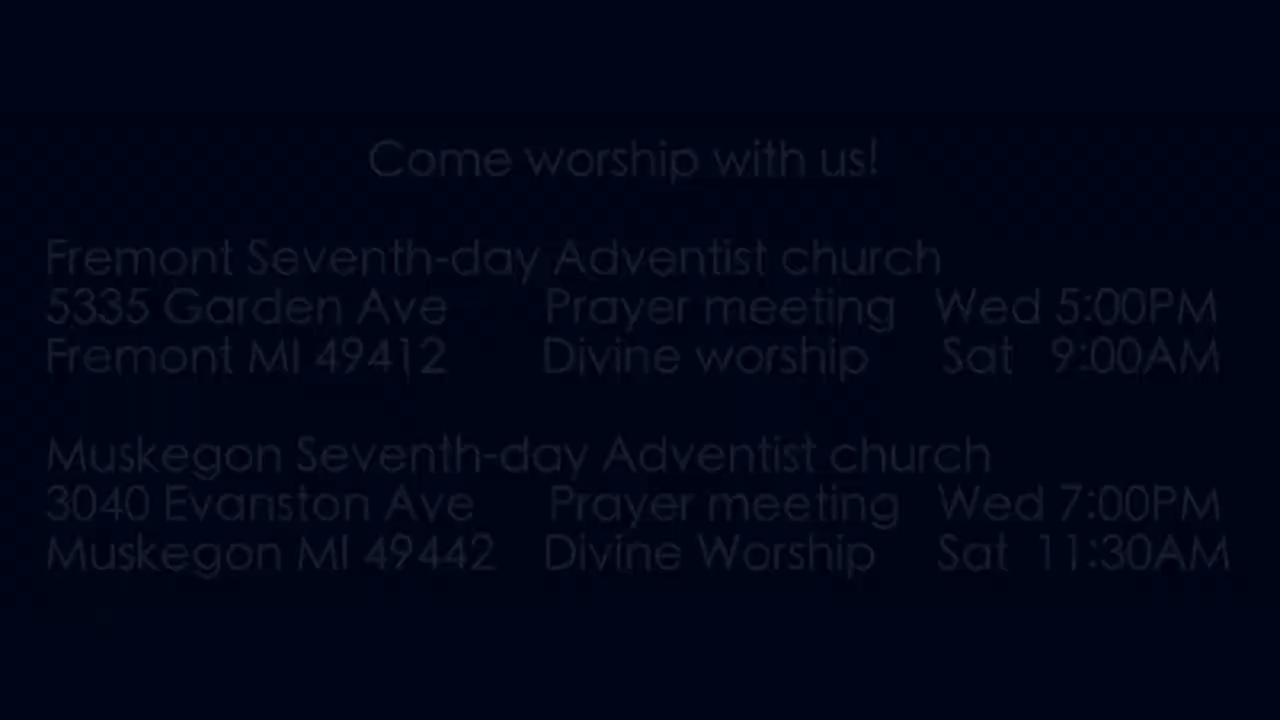 Come worship with us!
Fremont Seventh-day Adventist church
5335 Garden Ave Prayer meeting Wed 5:00PM
Fremont MI 49412 Divine worship Sat 9:00AM
Muskegon Seventh-day Adventist church
3040 Evanston Ave Prayer meeting Wed 7:00PM
Muskegon MI 49442 Divine Worship Sat 11:30AM